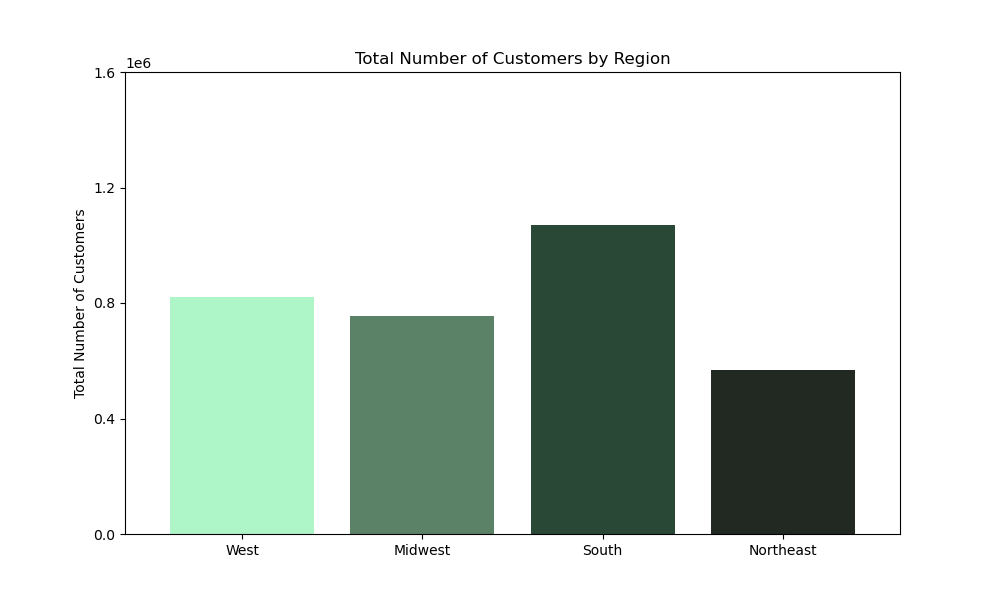 Total Number of Customers by Region
1e6
1.6
1.2
0.8
0.4
0.0
Total Number of Customers
West
Midwest
South
Northeast